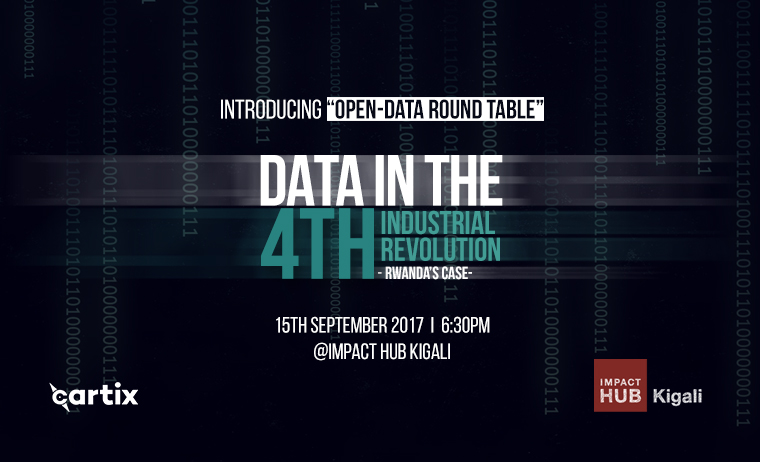 INTRODUCING “OPEN-DATA ROUND TABLE”
DATA IN THE
4TH INDUSTRIAL
REVOLUTION
- RWANDA'S CASE-
15TH SEPTEMBER 2017 I 6:30PM
@IMPACT HUB KIGALI
cartix
IMPACT
HUB Kigali